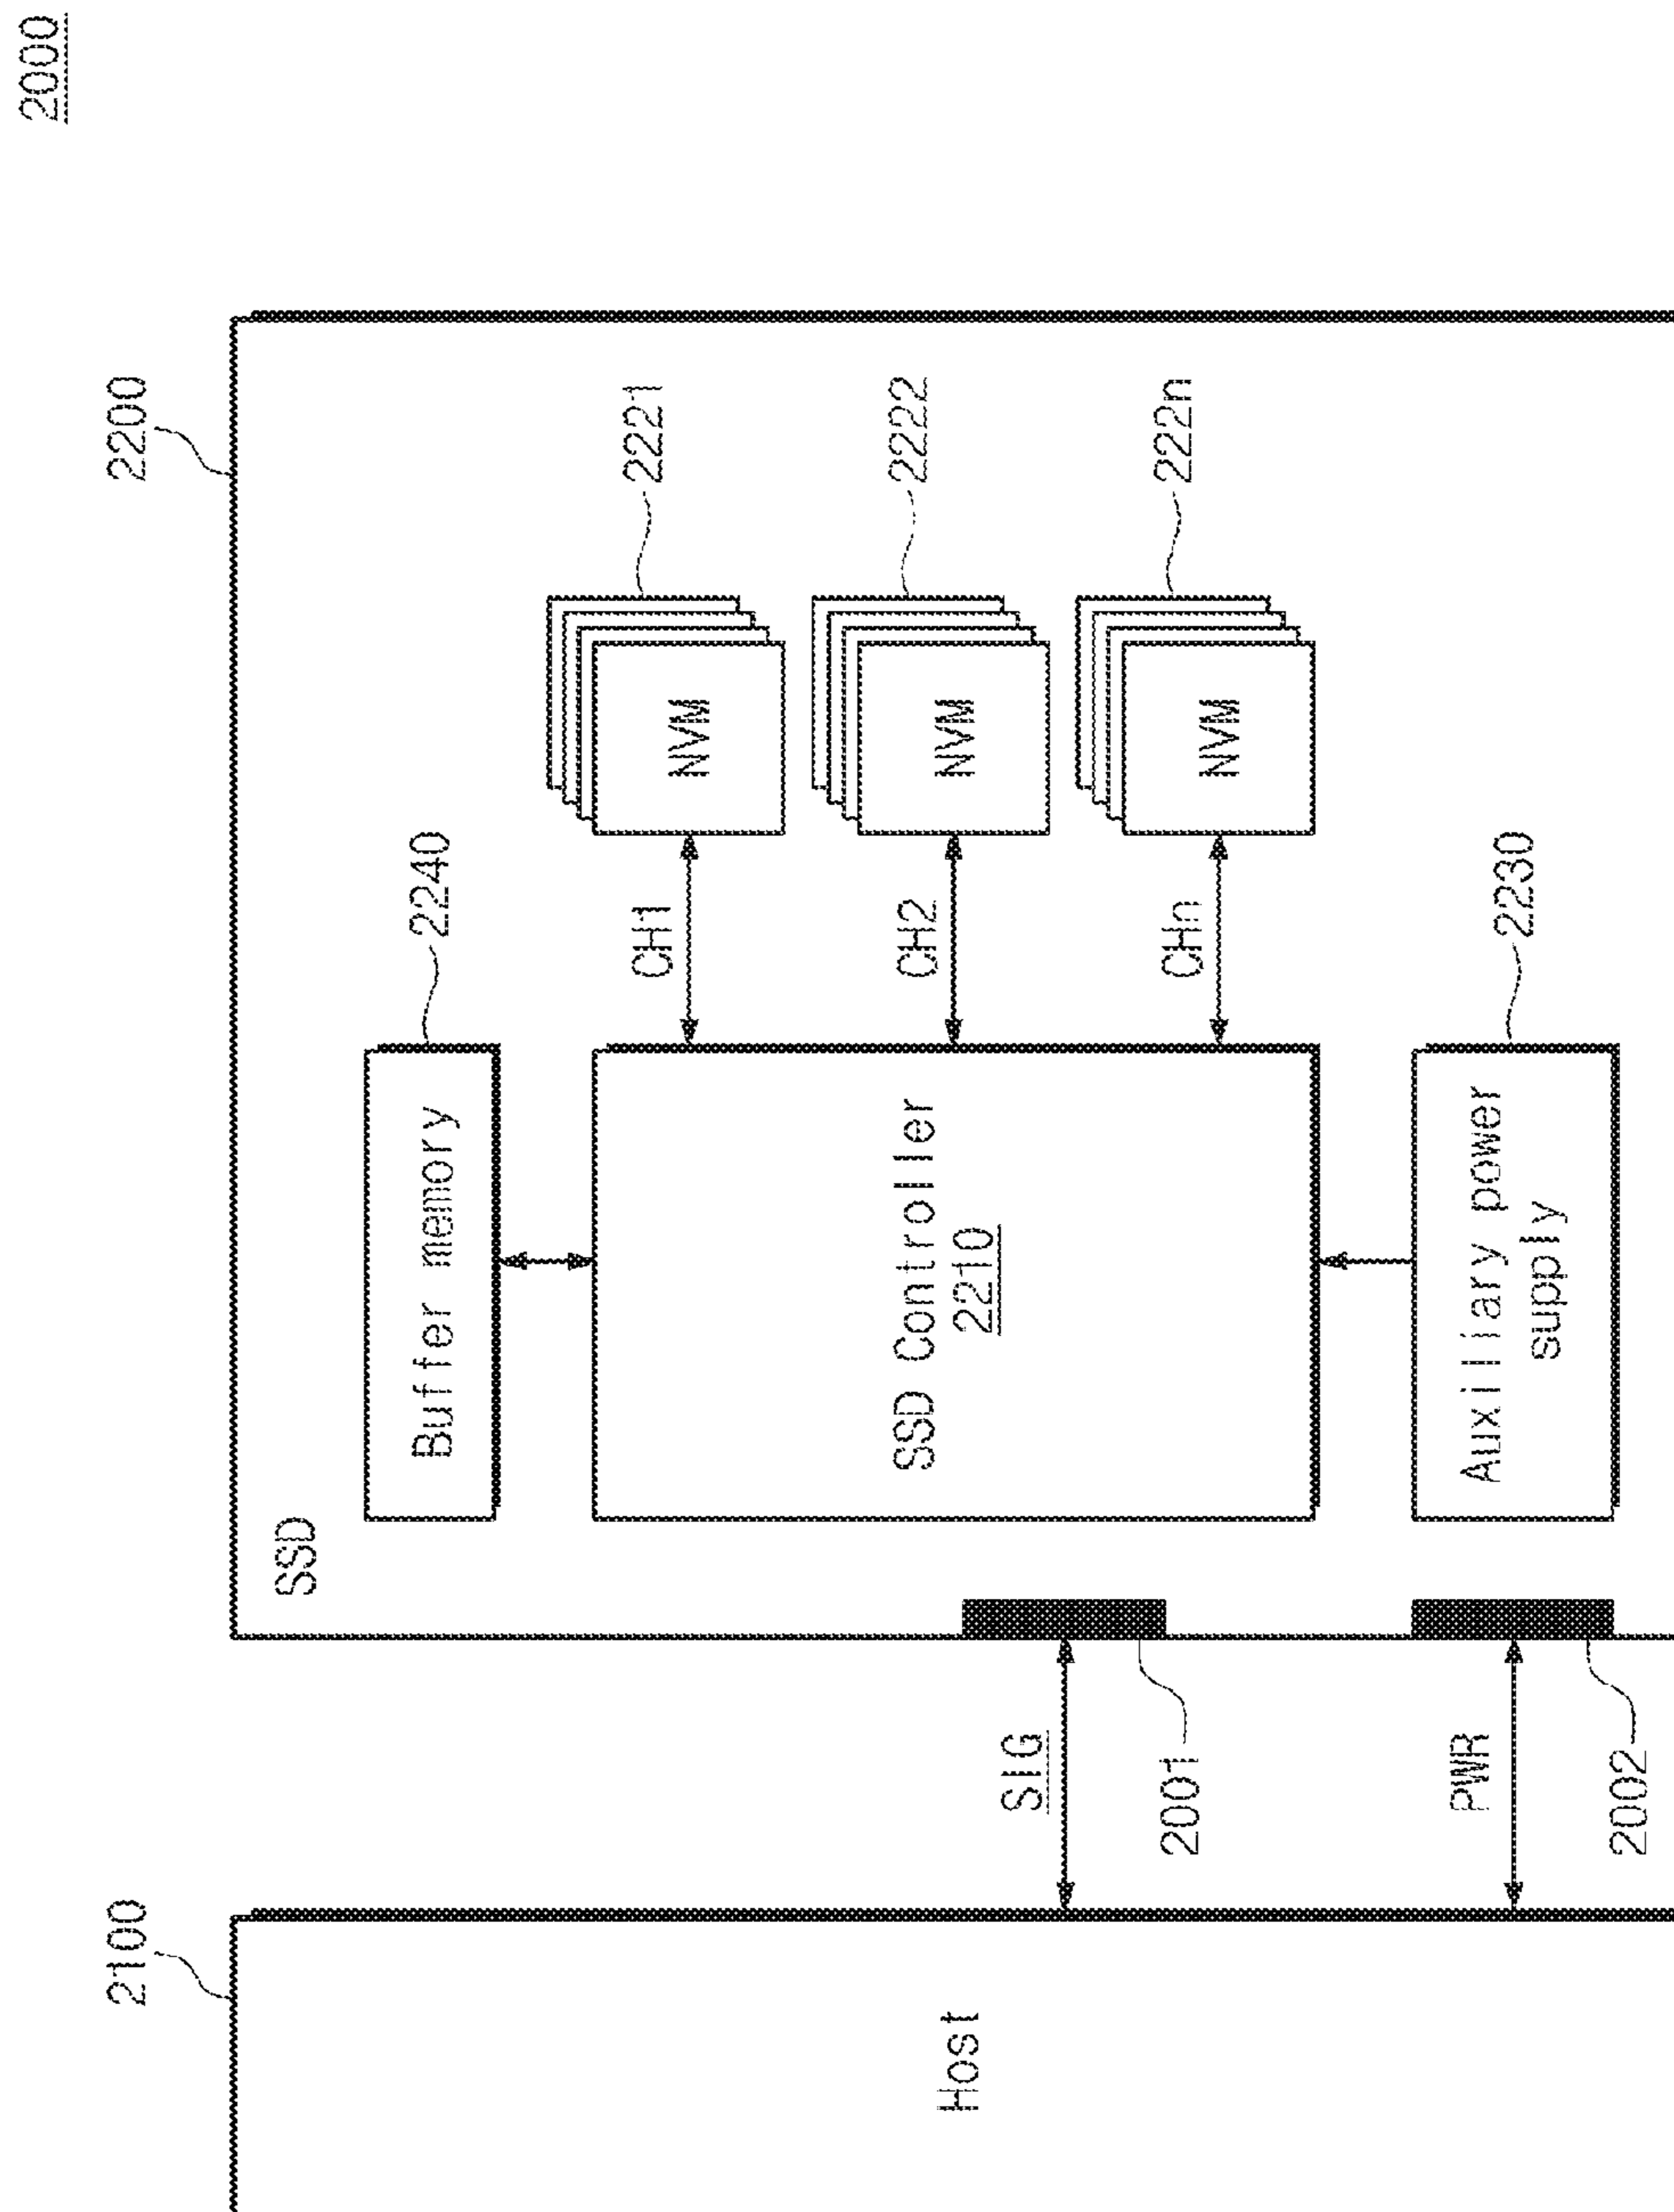 2000
2100
2200
Host
SIG
2001
PWR
2002
SSD
Buffer memory
2240
SSD Controller
2210
Auxiliary power
supply
2230
CH1
CH2
CHn
NVM
2221
NVM
2222
NVM
222n